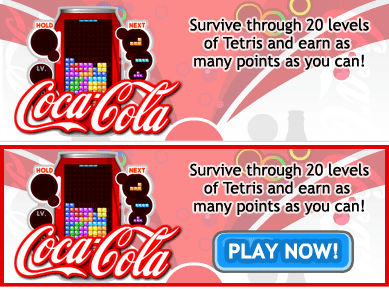 HOLD
NEXT
LV.
Survive through 20 levels
of Tetris and earn as
many points as you can!
Coca-Cola
HOLD
NEXT
LV.
Survive through 20 levels
of Tetris and earn as
many points as you can!
Coca-Cola
PLAY NOW!